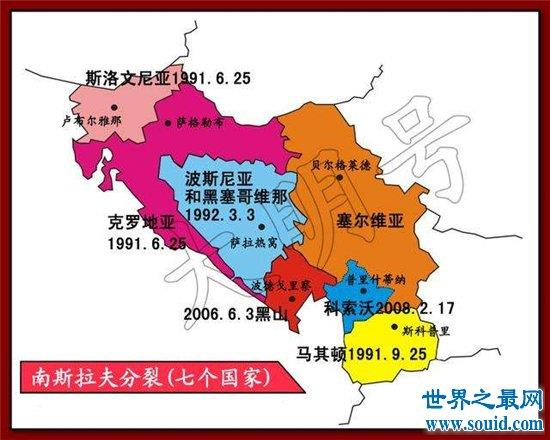 斯洛文尼亚1991.6.25
卢布尔雅那
萨格勒布
贝尔格莱德
波斯尼亚
和黑塞哥维那
1992.3.3
萨拉热窝
克罗地亚
1991.6.25
塞尔维亚
波德戈里察
普里什蒂纳
2006.6.3黑山
科索沃2008.2.17
斯科普里
马其顿1991.9.25
南斯拉夫分裂(七个国家)
世界之最网
www.souid.com